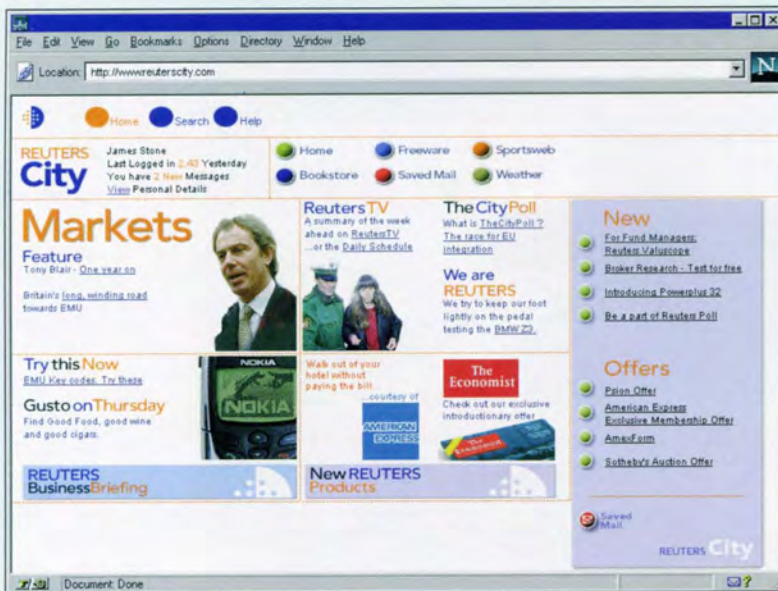 File Edit View Go Bookmarks Options Directory Window Help
Location: http://www.reuterscity.com
N
Home Search Help
REUTERS
City
James Stone
Last Logged in 2.43 Yesterday
You have 2 New Messages
View Personal Details
Home Freeware Sportsweb
Bookstore Saved Mail Weather
Markets
Feature
Tony Blair - One year on
Britain's long, winding road
towards EMU
ReutersTV
A summary of the week
ahead on ReutersTV
...or the Daily Schedule
The CityPoll
What is TheCityPoll ?
The race for EU
integration
We are
REUTERS
We try to keep our foot
lightly on the pedal
testing the BMW Z3.
Try this Now
EMU Key codes. Try these
Gusto on Thursday
Find Good Food, good wine
and good cigars.
NOKIA
NOKIA
Walk out of your
hotel without
paying the bill...
...courtesy of
AMERICAN
EXPRESS
The
Economist
Check out our exclusive
introductionary offer
The
Economist
REUTERS
BusinessBriefing
New REUTERS
Products
New
For Fund Managers:
Reuters Valuscope
Broker Research - Test for free
Introducing Powerplus 32
Be a part of Reuters Poll
Offers
Psion Offer
American Express
Exclusive Membership Offer
AmexForm
Sotheby's Auction Offer
Saved
Mail
REUTERS City
Document: Done